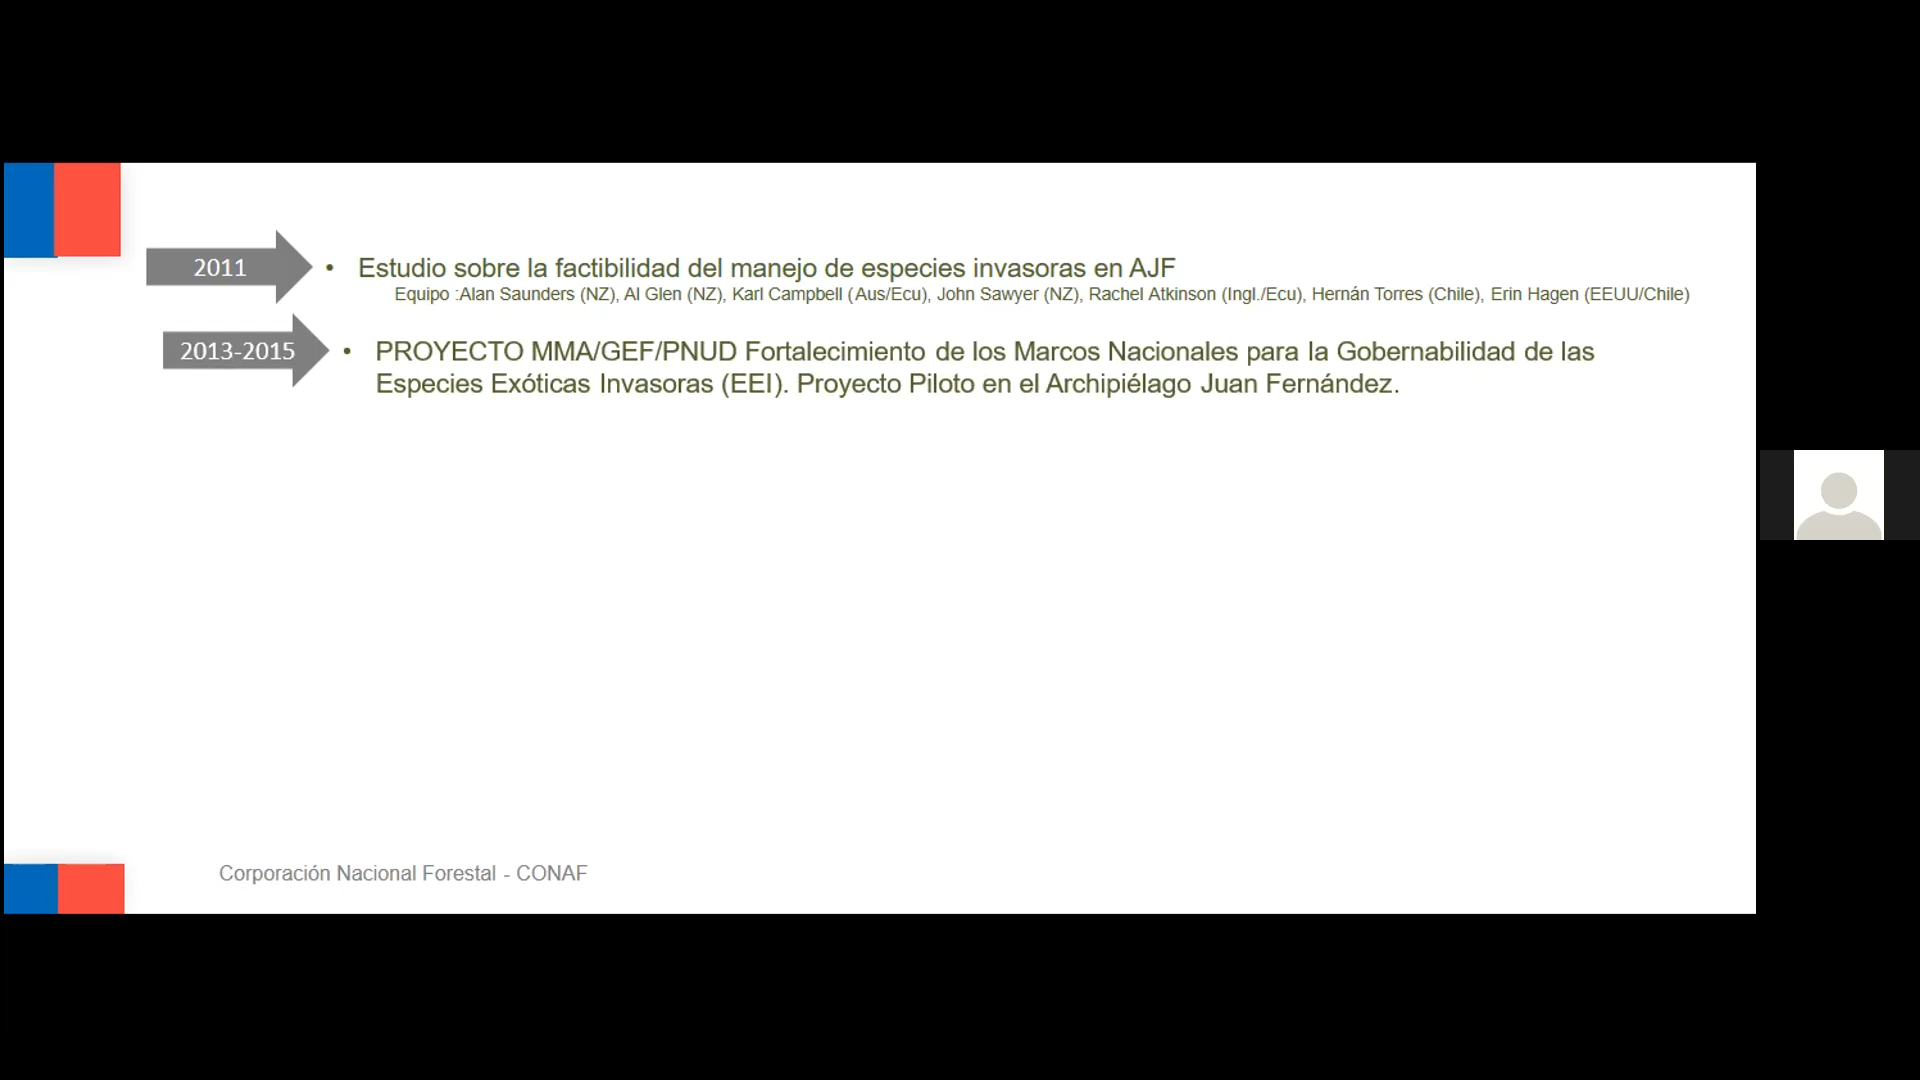 2011
• Estudio sobre la factibilidad del manejo de especies invasoras en AJF
Equipo :Alan Saunders (NZ), Al Glen (NZ), Karl Campbell (Aus/Ecu), John Sawyer (NZ), Rachel Atkinson (Ingl./Ecu), Hernán Torres (Chile), Erin Hagen (EEUU/Chile)
2013-2015
• PROYECTO MMA/GEF/PNUD Fortalecimiento de los Marcos Nacionales para la Gobernabilidad de las
Especies Exóticas Invasoras (EEI). Proyecto Piloto en el Archipiélago Juan Fernández.
Corporación Nacional Forestal - CONAF